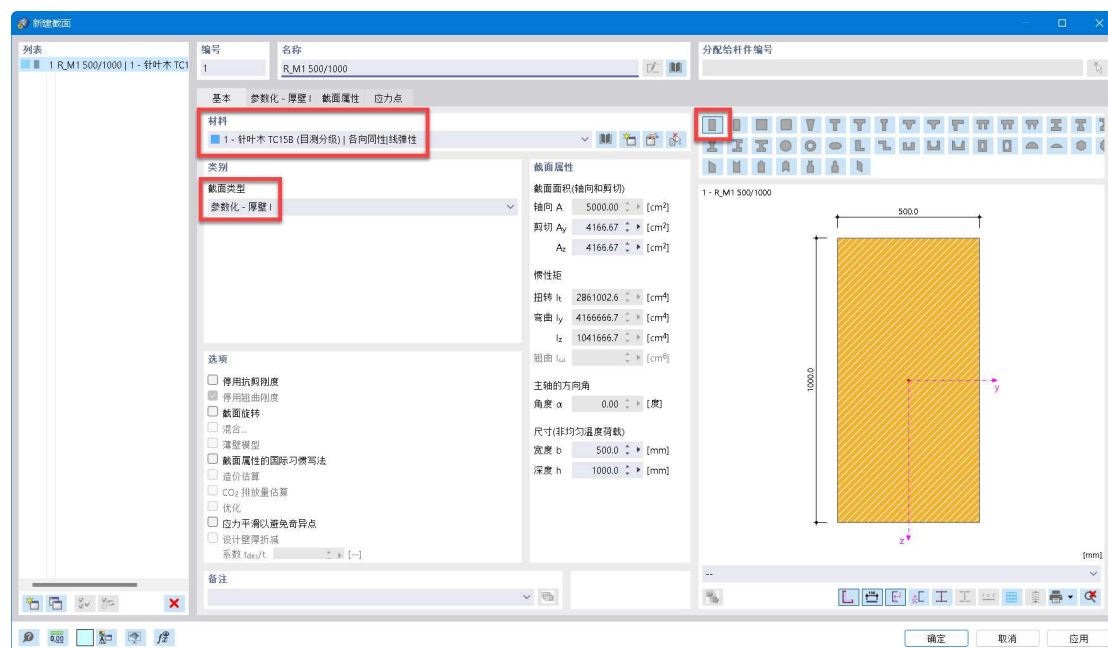 新建截面
列表
1 R_M1 500/1000 | 1 - 针叶木 TC1
编号
1
名称
R_M1 500/1000
分配给杆件编号
基本 参数化 - 厚壁 I 截面属性 应力点
材料
1 - 针叶木 TC15B (目测分级) | 各向同性|线弹性
类别
截面类型
参数化 - 厚壁 I
截面属性
截面面积(轴向和剪切)
轴向 A 5000.00 [cm²]
剪切 Ay 4166.67 [cm²]
Az 4166.67 [cm²]
惯性矩
扭转 It 2861002.6 [cm⁴]
弯曲 Iy 4166666.7 [cm⁴]
Iz 1041666.7 [cm⁴]
翘曲 Iω [cm⁶]
主轴的方向角
角度 α 0.00 [度]
尺寸(非均匀温度荷载)
宽度 b 500.0 [mm]
深度 h 1000.0 [mm]
选项
停用抗剪刚度
停用翘曲刚度
截面旋转
混合...
薄壁模型
截面属性的国际习惯写法
造价估算
CO₂ 排放量估算
优化
应力平滑以避免奇异点
设计壁厚折减
系数 tdes/t [--]
备注
1 - R_M1 500/1000
500.0
1000.0
y
z
[mm]
--
0.00
确定 取消 应用